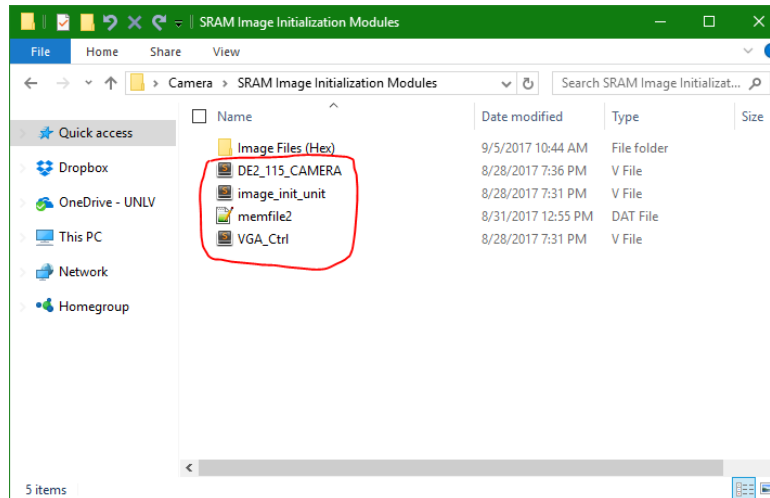 SRAM Image Initialization Modules
File Home Share View
Camera > SRAM Image Initialization Modules Search SRAM Image Initializat...
Name Date modified Type Size
Quick access
Dropbox
OneDrive - UNLV
This PC
Network
Homegroup
Image Files (Hex) 9/5/2017 10:44 AM File folder
DE2_115_CAMERA 8/28/2017 7:36 PM V File
image_init_unit 8/28/2017 7:31 PM V File
memfile2 8/31/2017 12:55 PM DAT File
VGA_Ctrl 8/28/2017 7:31 PM V File
5 items